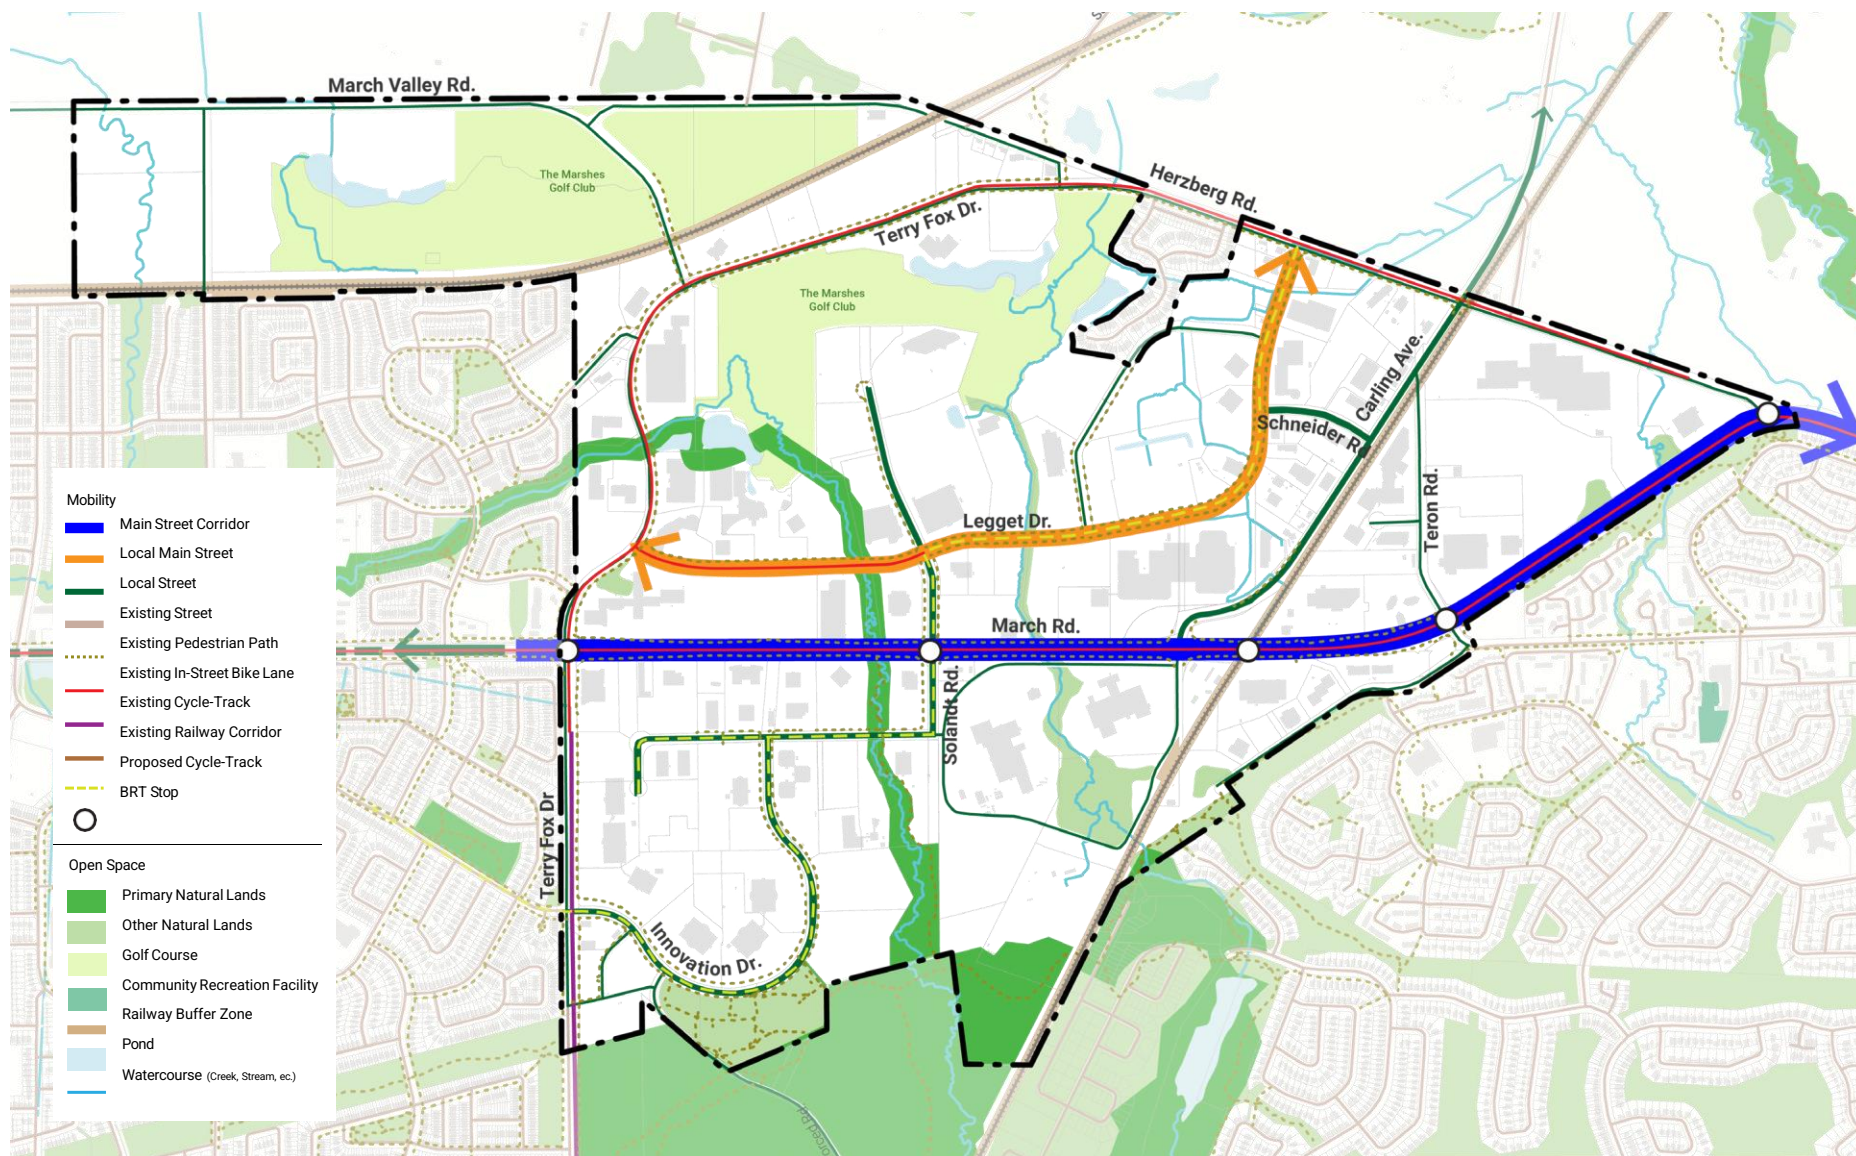 March Valley Rd.
Herzberg Rd.
The Marshes
Golf Club
Terry Fox Dr.
The Marshes
Golf Club
Carling Ave.
Schneider R
Teron Rd.
Legget Dr.
March Rd.
Solandt Rd.
Terry Fox Dr
Innovation Dr.
Mobility
Main Street Corridor
Local Main Street
Local Street
Existing Street
Existing Pedestrian Path
Existing In-Street Bike Lane
Existing Cycle-Track
Existing Railway Corridor
Proposed Cycle-Track
BRT Stop
Open Space
Primary Natural Lands
Other Natural Lands
Golf Course
Community Recreation Facility
Railway Buffer Zone
Pond
Watercourse (Creek, Stream, ec.)